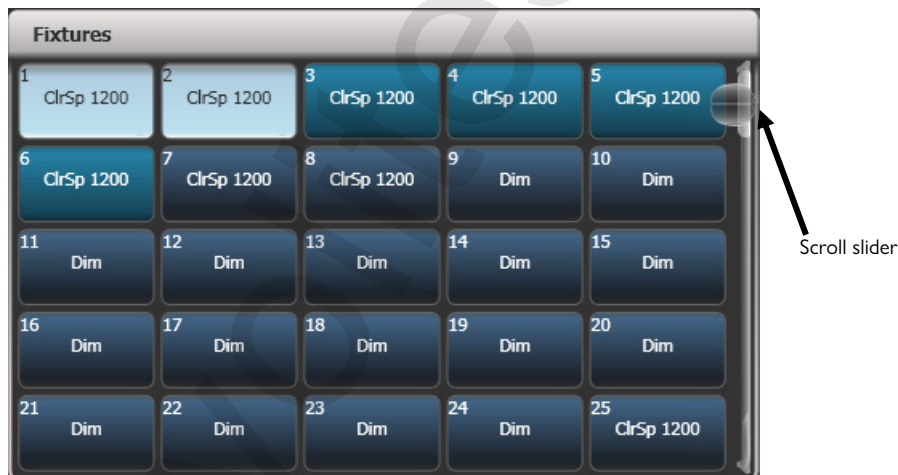 Fixtures
1 2 3 4 5
ClrSp 1200 ClrSp 1200 ClrSp 1200 ClrSp 1200 ClrSp 1200
6 7 8 9 10
ClrSp 1200 ClrSp 1200 ClrSp 1200 Dim Dim
11 12 13 14 15
Dim Dim Dim Dim Dim
Scroll slider
16 17 18 19 20
Dim Dim Dim Dim Dim
21 22 23 24 25
Dim Dim Dim Dim ClrSp 1200